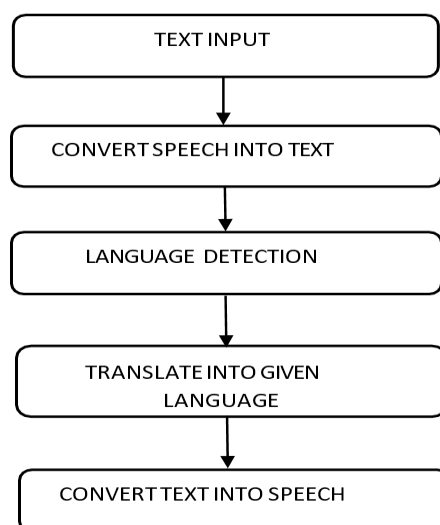 TEXT INPUT
CONVERT SPEECH INTO TEXT
LANGUAGE DETECTION
TRANSLATE INTO GIVEN
LANGUAGE
CONVERT TEXT INTO SPEECH